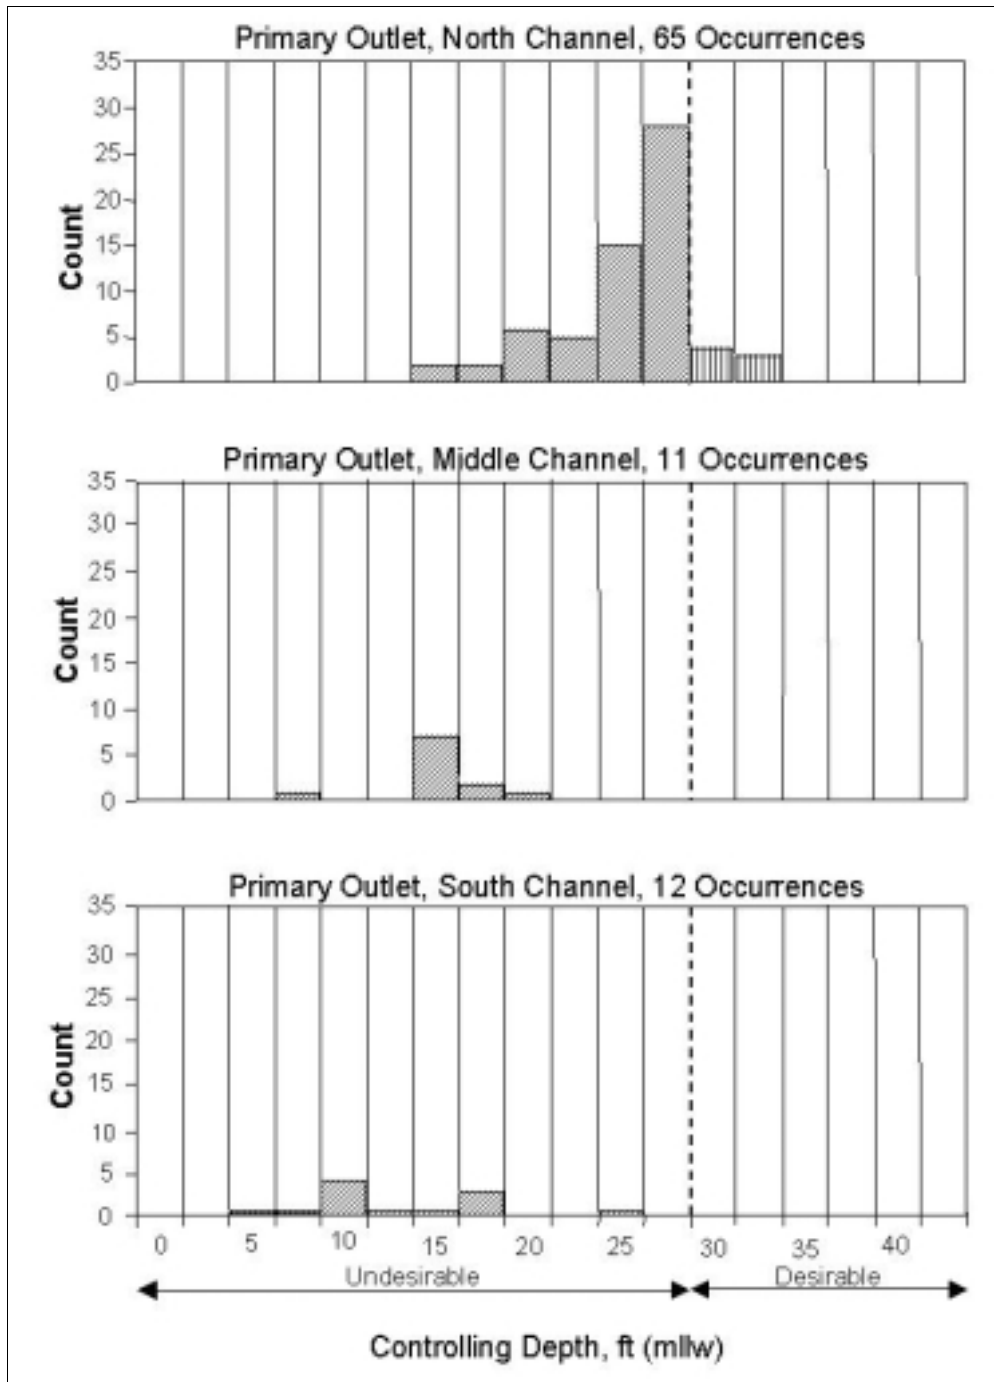 Primary Outlet, North Channel, 65 Occurrences
35
30
25
20
15
10
5
0
Count
Primary Outlet, Middle Channel, 11 Occurrences
35
30
25
20
15
10
5
0
Count
Primary Outlet, South Channel, 12 Occurrences
35
30
25
20
15
10
5
0
Count
0 5 10 15 20 25 30 35 40
Undesirable Desirable
Controlling Depth, ft (mllw)